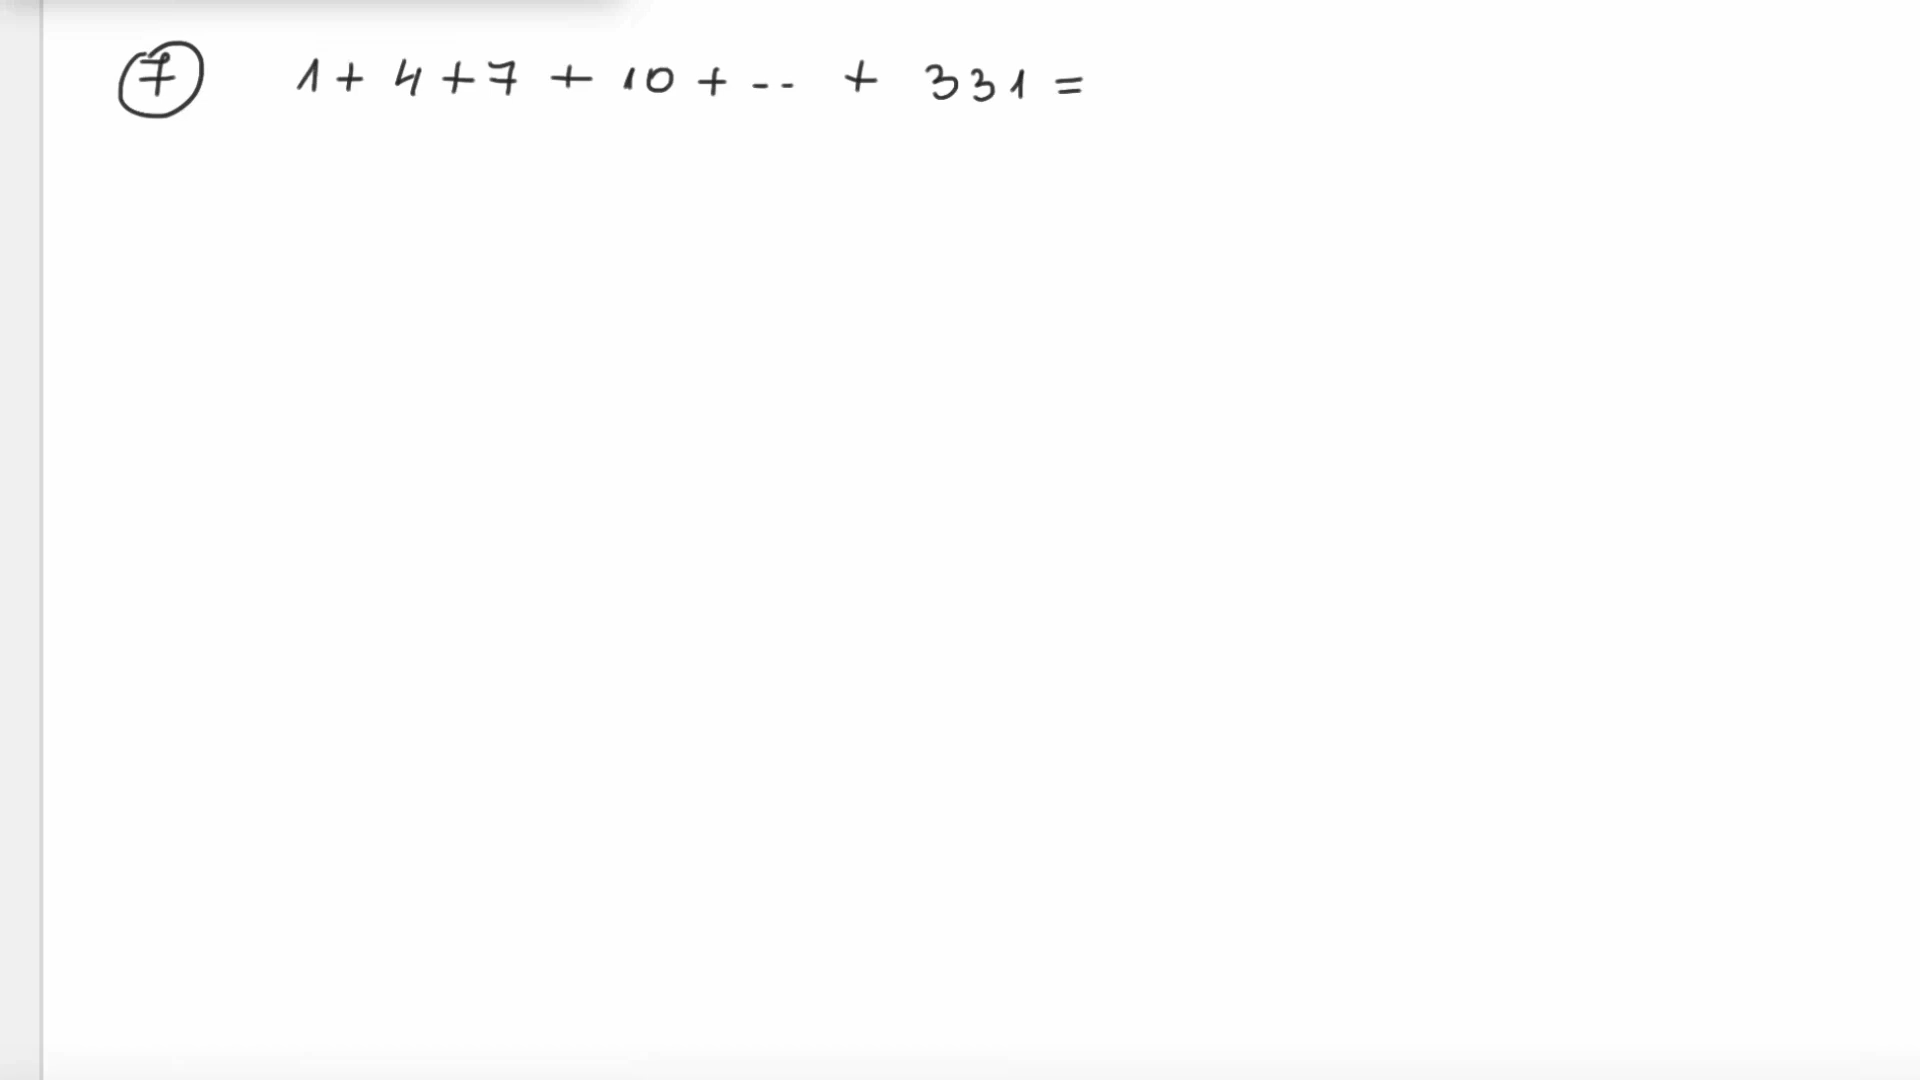 7 1 + 4 + 7 + 10 + -- + 331 =